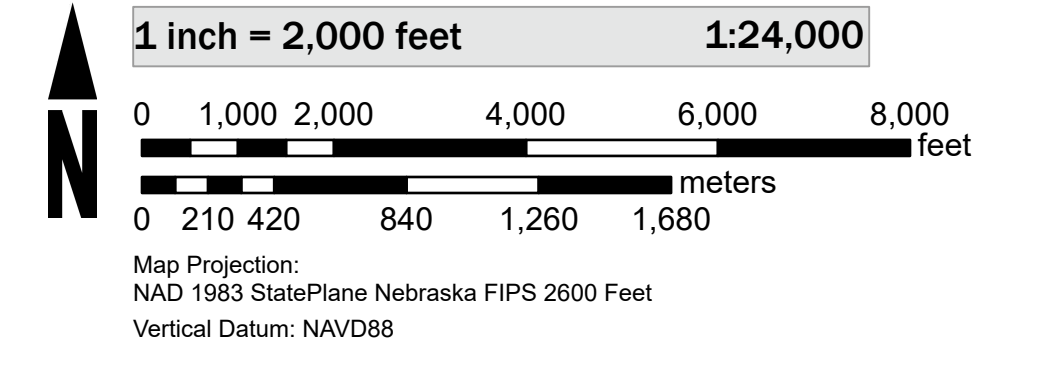 1 inch = 2,000 feet 1:24,000
0 1,000 2,000 4,000 6,000 8,000
feet
N
meters
0 210 420 840 1,260 1,680
Map Projection:
NAD 1983 StatePlane Nebraska FIPS 2600 Feet
Vertical Datum: NAVD88